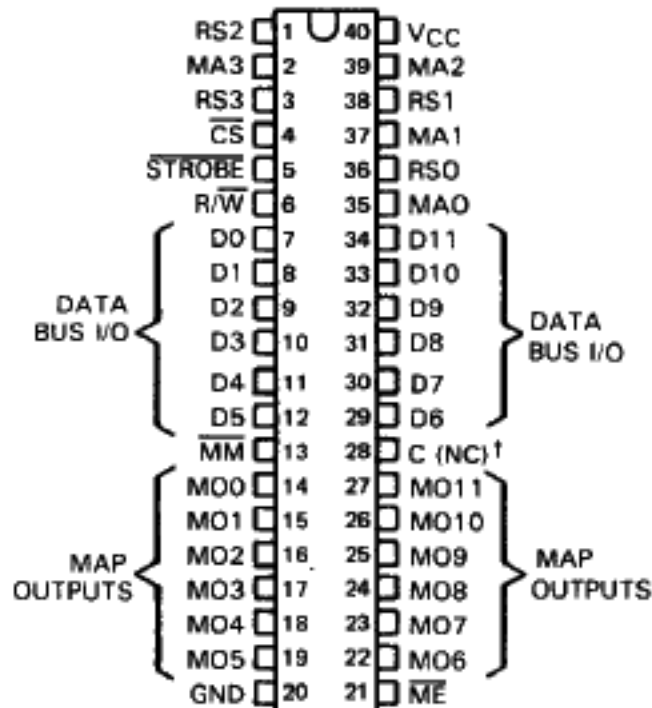 RS2 1 40 VCC
MA3 2 39 MA2
RS3 3 38 RS1
C̅S̅ 4 37 MA1
S̅T̅R̅O̅B̅E̅ 5 36 RS0
R/W̅ 6 35 MA0
D0 7 34 D11
D1 8 33 D10
D2 9 32 D9
D3 10 31 D8
D4 11 30 D7
D5 12 29 D6
DATA
BUS I/O
DATA
BUS I/O
M̅M̅ 13 28 C (NC)†
MO0 14 27 MO11
MO1 15 26 MO10
MO2 16 25 MO9
MO3 17 24 MO8
MO4 18 23 MO7
MO5 19 22 MO6
MAP
OUTPUTS
MAP
OUTPUTS
GND 20 21 M̅E̅